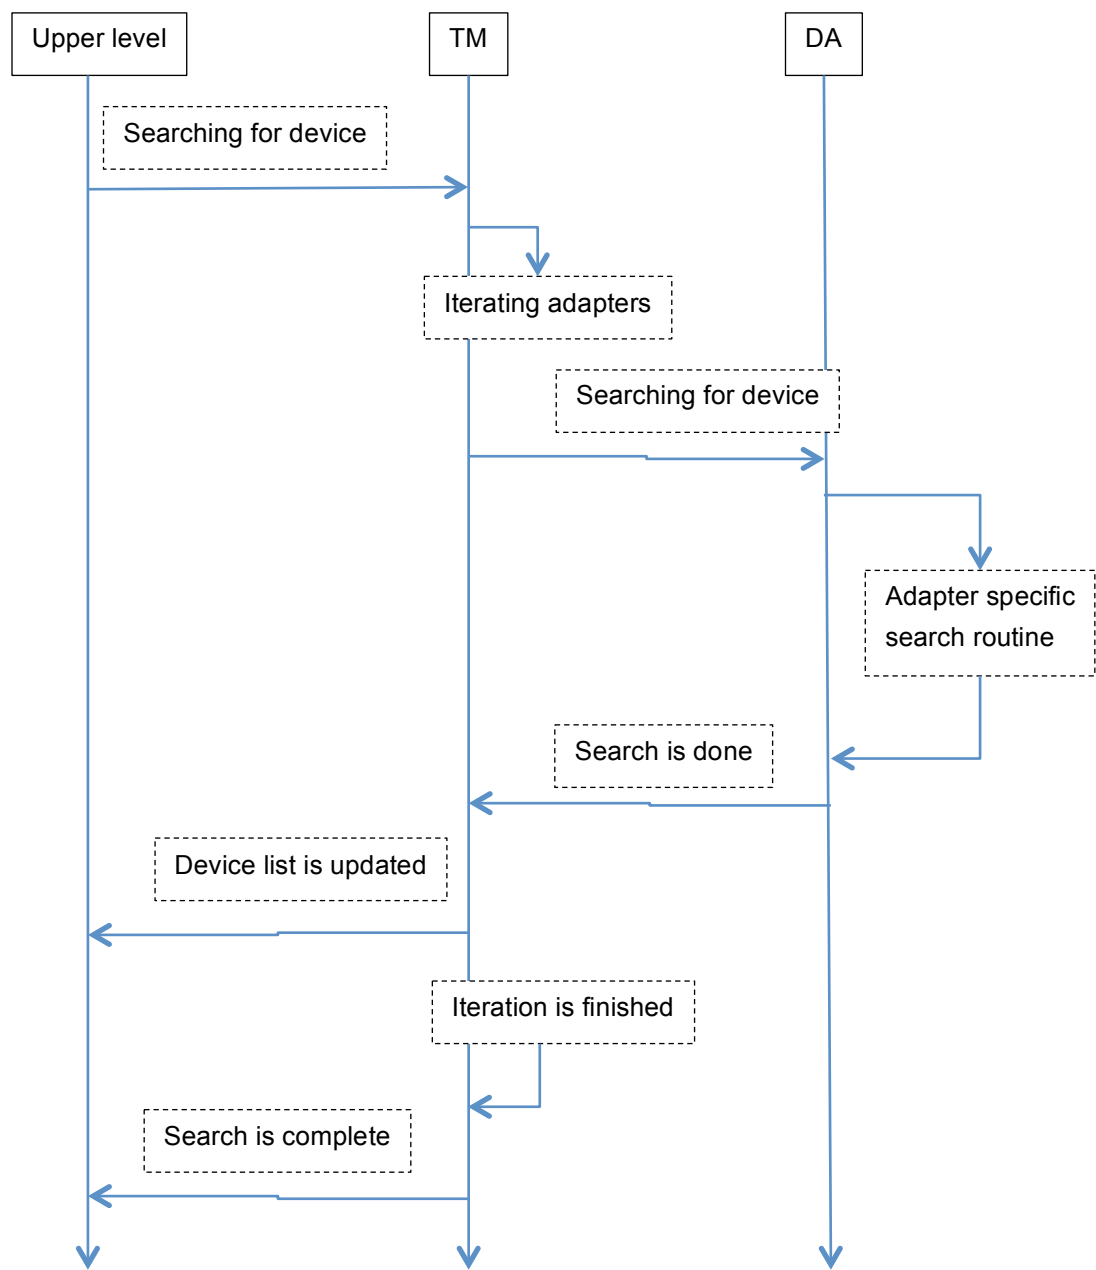 Upper level
TM
DA
Searching for device
Iterating adapters
Searching for device
Adapter specific
search routine
Search is done
Device list is updated
Iteration is finished
Search is complete